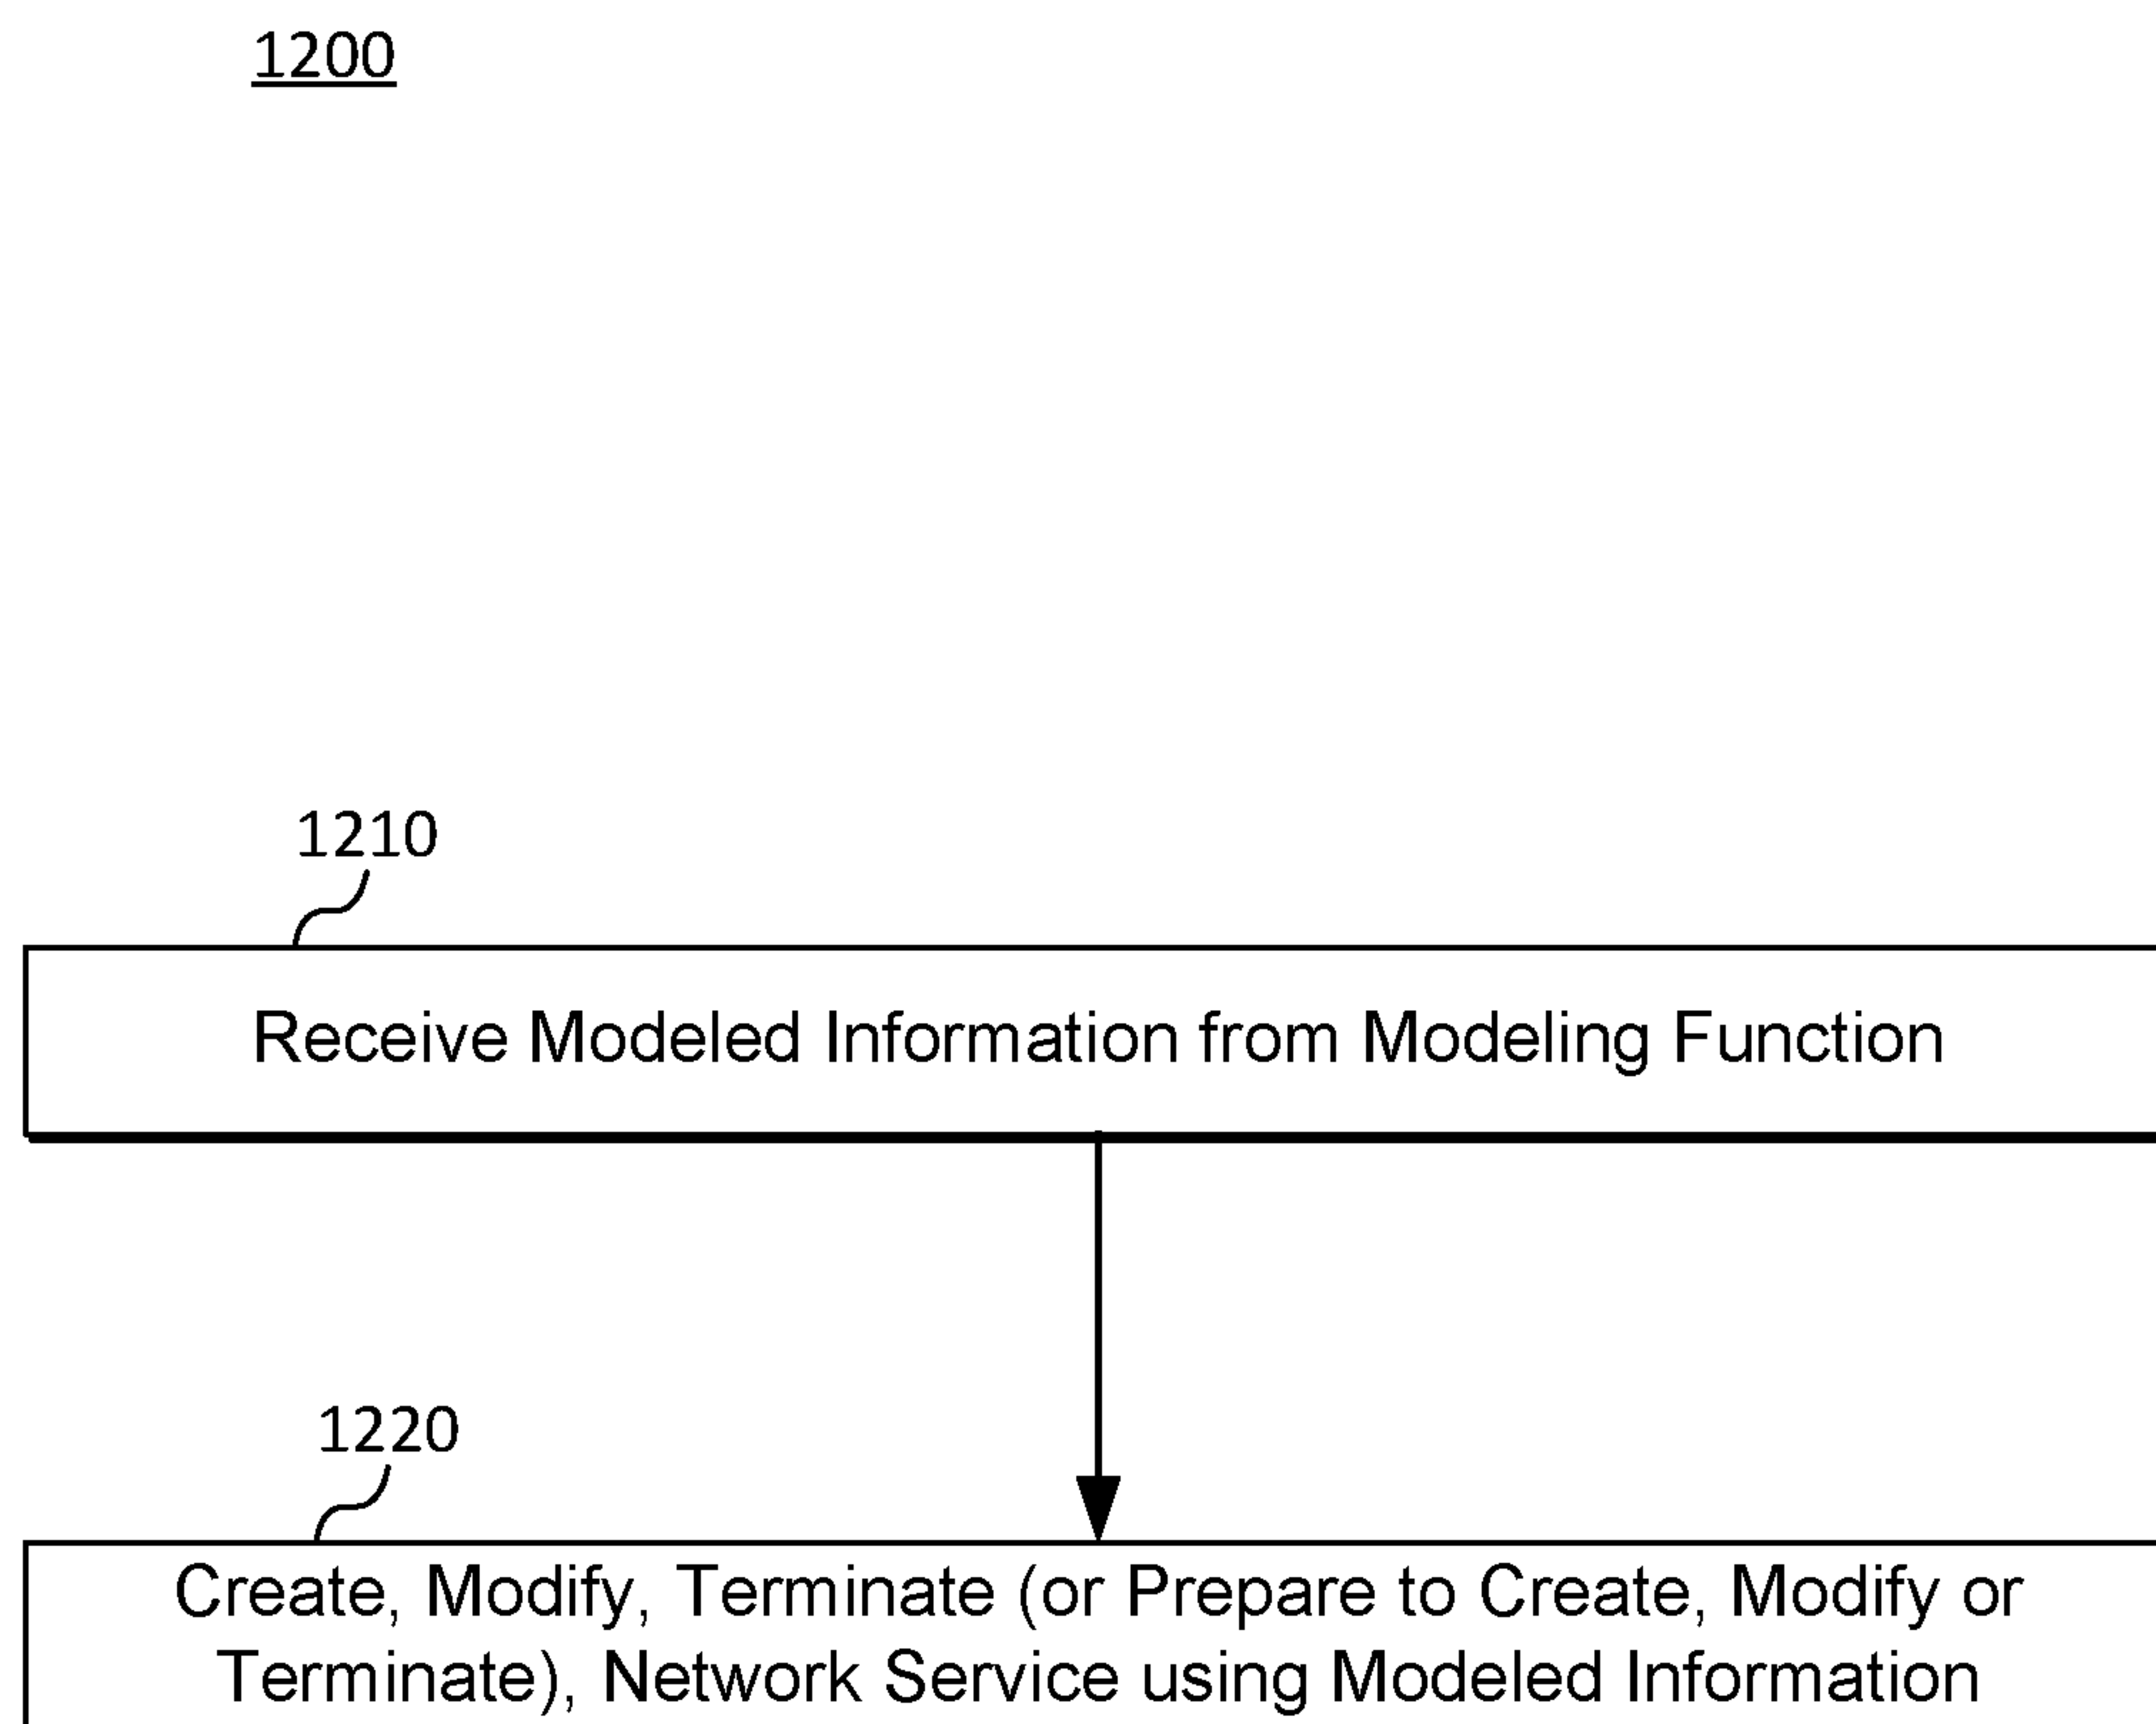 1200
1210
Receive Modeled Information from Modeling Function
1220
Create, Modify, Terminate (or Prepare to Create, Modify or
Terminate), Network Service using Modeled Information